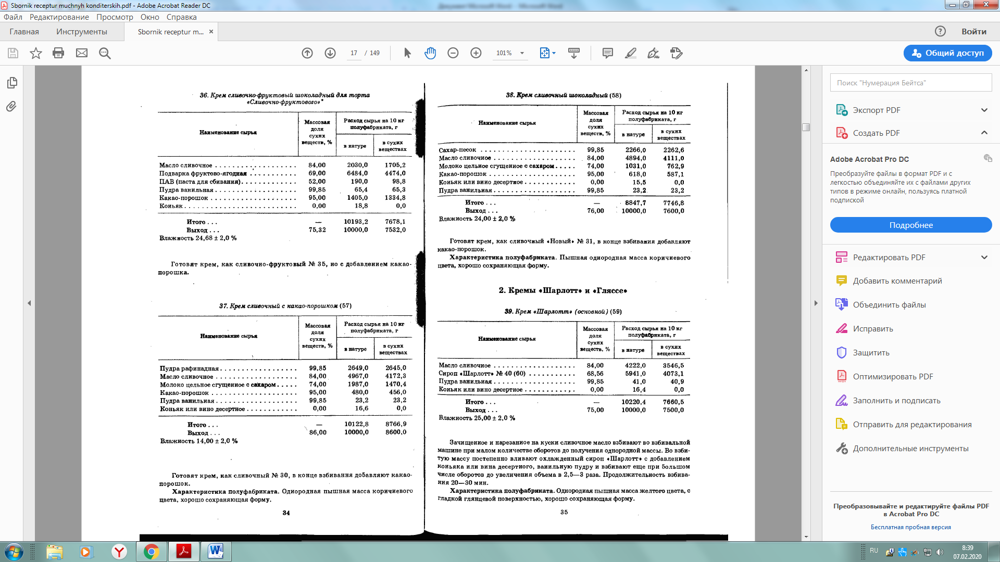 Sbornik receptur muchnyh konditerskih.pdf - Adobe Acrobat Reader DC
Файл Редактирование Просмотр Окно Справка
Главная Инструменты Sbornik receptur m... × Войти
17 / 149 101% Общий доступ
36. Крем сливочно-фруктовый шоколадный для торта
«Сливочно-фруктового»*
Наименование сырья
Массовая доля сухих веществ, %
Расход сырья на 10 кг полуфабриката, г
в натуре
в сухих веществах
Масло сливочное 84,00 2030,0 1705,2
Подварка фруктово-ягодная 69,00 6484,0 4474,0
ПАВ (паста для сбивания) 52,00 190,0 98,8
Пудра ванильная 99,85 65,4 65,3
Какао-порошок 95,00 1405,0 1334,8
Коньяк 0,00 18,8 0,0
Итого . . . — 10193,2 7678,1
Выход . . . 75,32 10000,0 7532,0
Влажность 24,68 ± 2,0 %
Готовят крем, как сливочно-фруктовый № 35, но с добавлением какао-
порошка.
37. Крем сливочный с какао-порошком (57)
Наименование сырья
Массовая доля сухих веществ, %
Расход сырья на 10 кг полуфабриката, г
в натуре
в сухих веществах
Пудра рафинадная 99,85 2649,0 2645,0
Масло сливочное 84,00 4967,0 4172,3
Молоко цельное сгущенное с сахаром 74,00 1987,0 1470,4
Какао-порошок 95,00 480,0 456,0
Пудра ванильная 99,85 23,2 23,2
Коньяк или вино десертное 0,00 16,6 0,0
Итого . . . — 10122,8 8766,9
Выход . . . 86,00 10000,0 8600,0
Влажность 14,00 ± 2,0 %
Готовят крем, как сливочный № 30, в конце взбивания добавляют какао-
порошок.
Характеристика полуфабриката. Однородная пышная масса коричневого
цвета, хорошо сохраняющая форму.
34
38. Крем сливочный шоколадный (58)
Наименование сырья
Массовая доля сухих веществ, %
Расход сырья на 10 кг полуфабриката, г
в натуре
в сухих веществах
Сахар-песок 99,85 2266,0 2262,6
Масло сливочное 84,00 4894,0 4111,0
Молоко цельное сгущенное с сахаром 74,00 1031,0 762,9
Какао-порошок 95,00 618,0 587,1
Коньяк или вино десертное 0,00 15,5 0,0
Пудра ванильная 99,85 23,2 23,2
Итого . . . — 8847,7 7746,8
Выход . . . 76,00 10000,0 7600,0
Влажность 24,00 ± 2,0 %
Готовят крем, как сливочный «Новый» № 31, в конце взбивания добавляют
какао-порошок.
Характеристика полуфабриката. Пышная однородная масса коричневого
цвета, хорошо сохраняющая форму.
2. Кремы «Шарлотт» и «Гляссе»
39. Крем «Шарлотт» (основной) (59)
Наименование сырья
Массовая доля сухих веществ, %
Расход сырья на 10 кг полуфабриката, г
в натуре
в сухих веществах
Масло сливочное 84,00 4222,0 3546,5
Сироп «Шарлотт» № 40 (60) 68,56 5941,0 4073,1
Пудра ванильная 99,85 41,0 40,9
Коньяк или вино десертное 0,00 16,4 0,0
Итого . . . — 10220,4 7660,5
Выход . . . 75,00 10000,0 7500,0
Влажность 25,00 ± 2,0 %
Зачищенное и нарезанное на куски сливочное масло взбивают во взбивальной
машине при малом количестве оборотов до получения однородной массы. Во взби-
тую массу постепенно вливают охлажденный сироп «Шарлотт» с добавлением
коньяка или вина десертного, ванильную пудру и взбивают еще при большом
числе оборотов до увеличения объема в 2,5—3 раза. Продолжительность взбива-
ния 20—30 мин.
Характеристика полуфабриката. Однородная пышная масса желтого цвета, с
гладкой глянцевой поверхностью, хорошо сохраняющая форму.
35
Поиск "Нумерация Бейтса"
Экспорт PDF
Создать PDF
Adobe Acrobat Pro DC
Преобразуйте файлы в формат PDF и с
легкостью объединяйте их с файлами других
типов в режиме онлайн, пользуясь платной
подпиской
Подробнее
Редактировать PDF
Добавить комментарий
Объединить файлы
Исправить
Защитить
Оптимизировать PDF
Заполнить и подписать
Отправить для редактирования
Дополнительные инструменты
Преобразовывайте и редактируйте файлы PDF
в Acrobat Pro DC
Бесплатная пробная версия
RU 8:39
07.02.2020